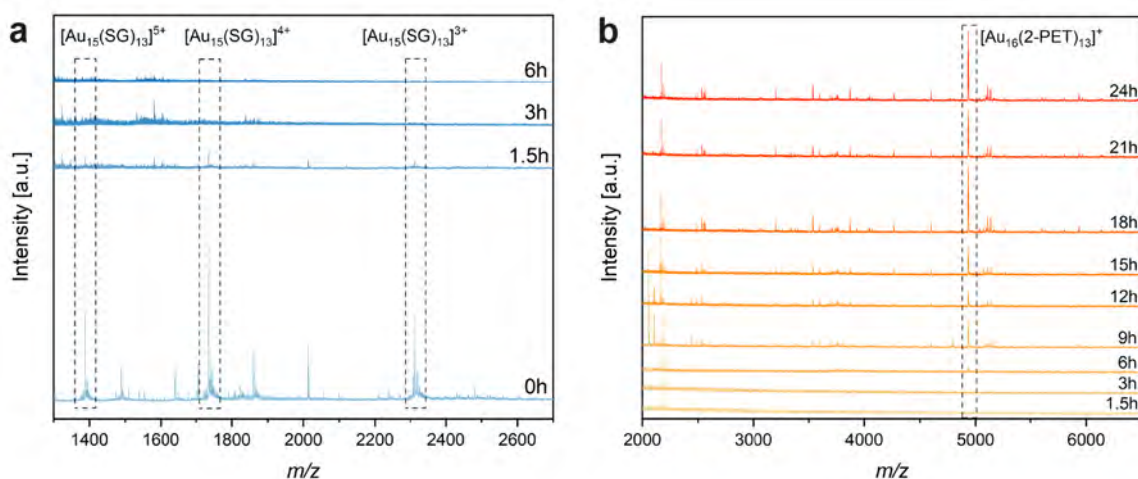 a
[Au₁₅(SG)₁₃]⁵⁺ [Au₁₅(SG)₁₃]⁴⁺ [Au₁₅(SG)₁₃]³⁺
6h
3h
1.5h
0h
Intensity [a.u.]
1400 1600 1800 2000 2200 2400 2600
m/z
b
[Au₁₆(2-PET)₁₃]⁺
24h
21h
18h
15h
12h
9h
6h
3h
1.5h
Intensity [a.u.]
2000 3000 4000 5000 6000
m/z